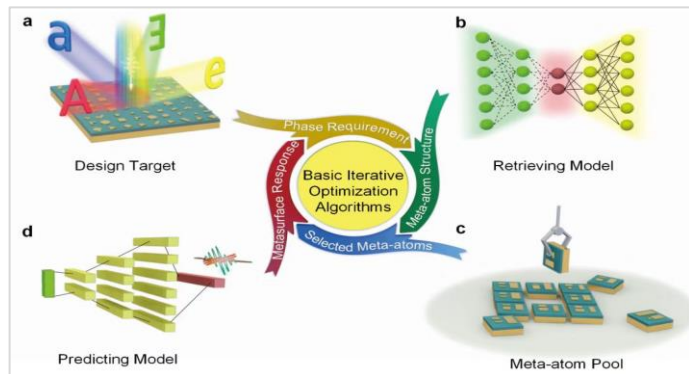 a
a
E
A
e
Design Target
b
Retrieving Model
Phase Requirement
Meta-atom Structure
Selected Meta-atoms
Metasurface Response
Basic Iterative
Optimization
Algorithms
c
Meta-atom Pool
d
Predicting Model